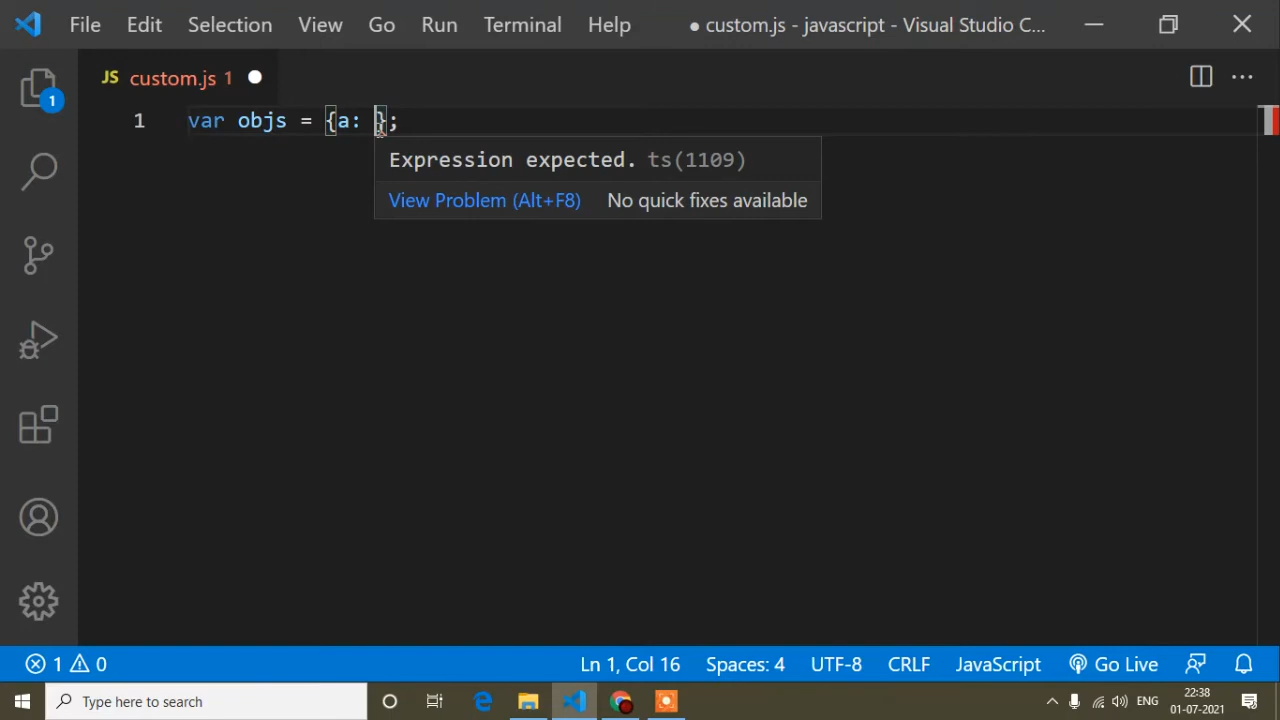 File Edit Selection View Go Run Terminal Help ● custom.js - javascript - Visual Studio C...
JS custom.js 1
1 var objs = {a: };
Expression expected. ts(1109)
View Problem (Alt+F8) No quick fixes available
1
1 0 Ln 1, Col 16 Spaces: 4 UTF-8 CRLF JavaScript Go Live
Type here to search ENG 22:38
01-07-2021